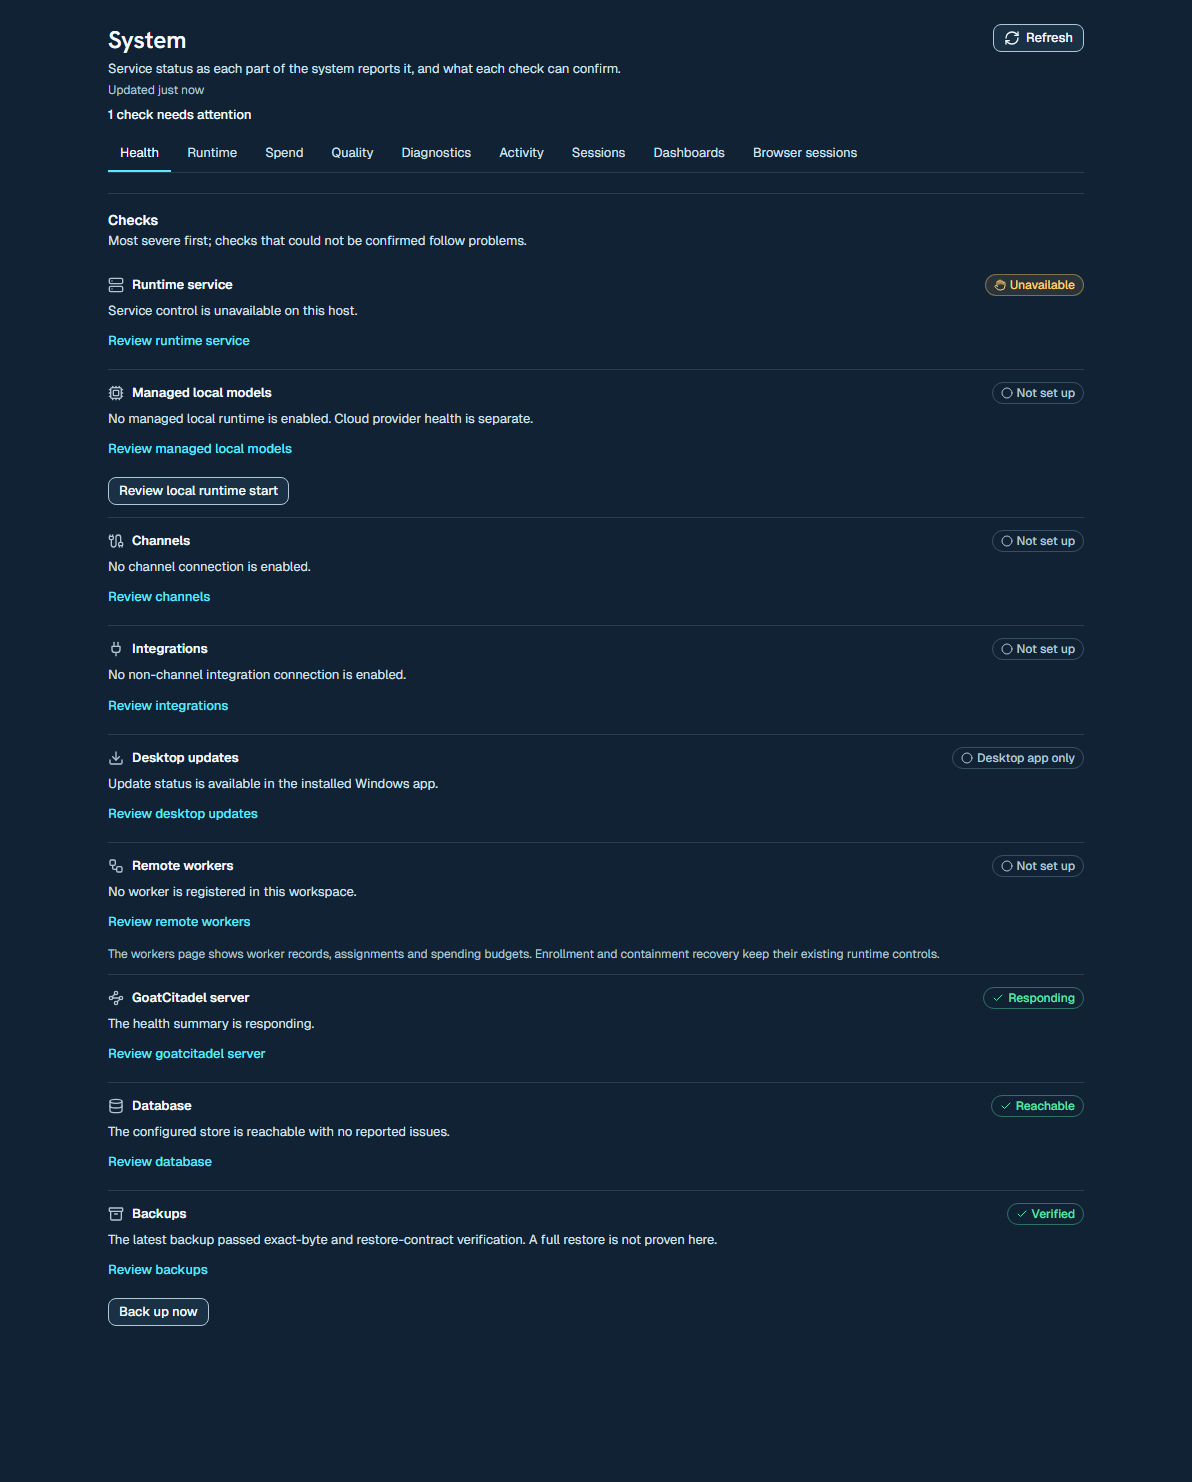 System
Refresh
Service status as each part of the system reports it, and what each check can confirm.
Updated just now
1 check needs attention
Health Runtime Spend Quality Diagnostics Activity Sessions Dashboards Browser sessions
Checks
Most severe first; checks that could not be confirmed follow problems.
Runtime service
Unavailable
Service control is unavailable on this host.
Review runtime service
Managed local models
Not set up
No managed local runtime is enabled. Cloud provider health is separate.
Review managed local models
Review local runtime start
Channels
Not set up
No channel connection is enabled.
Review channels
Integrations
Not set up
No non-channel integration connection is enabled.
Review integrations
Desktop updates
Desktop app only
Update status is available in the installed Windows app.
Review desktop updates
Remote workers
Not set up
No worker is registered in this workspace.
Review remote workers
The workers page shows worker records, assignments and spending budgets. Enrollment and containment recovery keep their existing runtime controls.
GoatCitadel server
Responding
The health summary is responding.
Review goatcitadel server
Database
Reachable
The configured store is reachable with no reported issues.
Review database
Backups
Verified
The latest backup passed exact-byte and restore-contract verification. A full restore is not proven here.
Review backups
Back up now